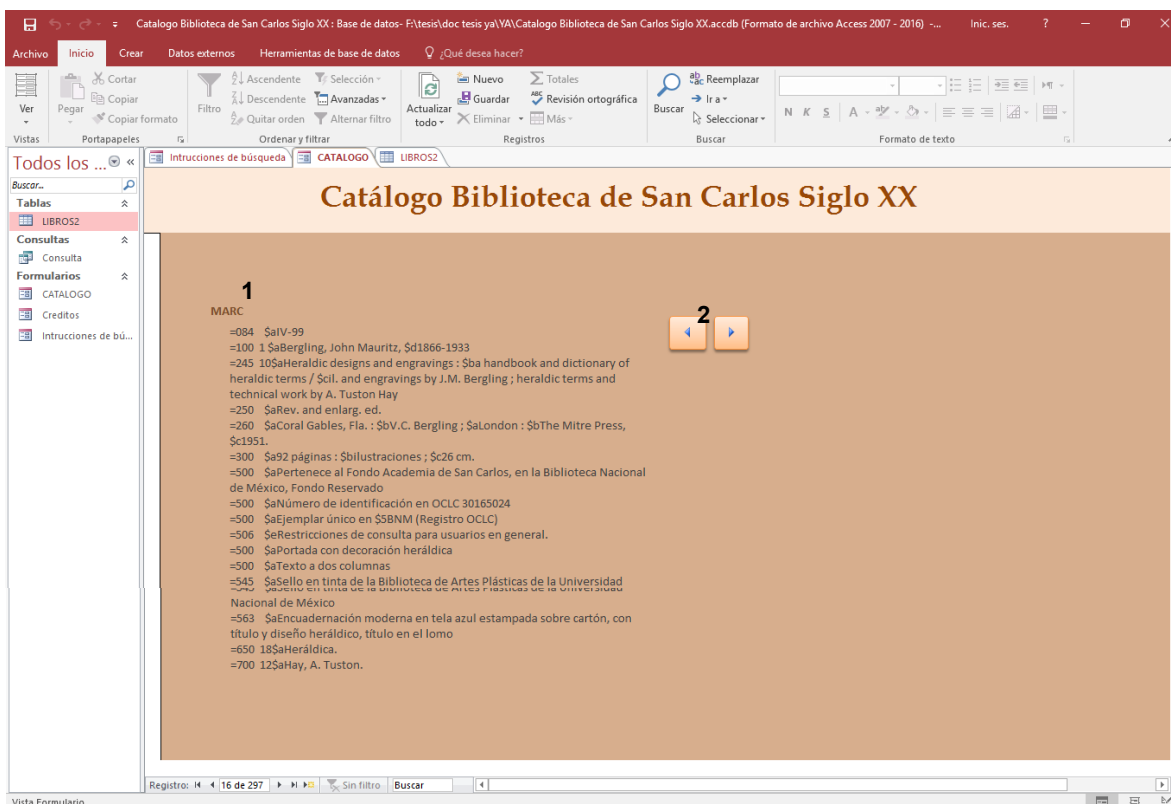 Catalogo Biblioteca de San Carlos Siglo XX : Base de datos- F:\tesis\doc tesis ya\YA\Catalogo Biblioteca de San Carlos Siglo XX.accdb (Formato de archivo Access 2007 - 2016) -... Inic. ses. ?
Archivo Inicio Crear Datos externos Herramientas de base de datos ¿Qué desea hacer?
Ver
Vistas
Pegar
Cortar
Copiar
Copiar formato
Portapapeles
Filtro
Ascendente
Descendente
Quitar orden
Selección
Avanzadas
Alternar filtro
Ordenar y filtrar
Actualizar
todo
Nuevo
Guardar
Eliminar
Totales
Revisión ortográfica
Más
Registros
Buscar
Reemplazar
Ir a
Seleccionar
Buscar
N K S A
Formato de texto
Todos los ...
Buscar..
Tablas
LIBROS2
Consultas
Consulta
Formularios
CATALOGO
Creditos
Intrucciones de bú...
Intrucciones de búsqueda CATALOGO LIBROS2
Catálogo Biblioteca de San Carlos Siglo XX
1
MARC
2
=084 $aIV-99
=100 1 $aBergling, John Mauritz, $d1866-1933
=245 10$aHeraldic designs and engravings : $ba handbook and dictionary of
heraldic terms / $cil. and engravings by J.M. Bergling ; heraldic terms and
technical work by A. Tuston Hay
=250 $aRev. and enlarg. ed.
=260 $aCoral Gables, Fla. : $bV.C. Bergling ; $aLondon : $bThe Mitre Press,
$c1951.
=300 $a92 páginas : $bilustraciones ; $c26 cm.
=500 $aPertenece al Fondo Academia de San Carlos, en la Biblioteca Nacional
de México, Fondo Reservado
=500 $aNúmero de identificación en OCLC 30165024
=500 $aEjemplar único en $5BNM (Registro OCLC)
=506 $eRestricciones de consulta para usuarios en general.
=500 $aPortada con decoración heráldica
=500 $aTexto a dos columnas
=545 $aSello en tinta de la Biblioteca de Artes Plásticas de la Universidad
=545 $aSello en tinta de la Biblioteca de Artes Plásticas de la Universidad
Nacional de México
=563 $aEncuadernación moderna en tela azul estampada sobre cartón, con
título y diseño heráldico, título en el lomo
=650 18$aHeráldica.
=700 12$aHay, A. Tuston.
Registro: 16 de 297 Sin filtro Buscar
Vista Formulario